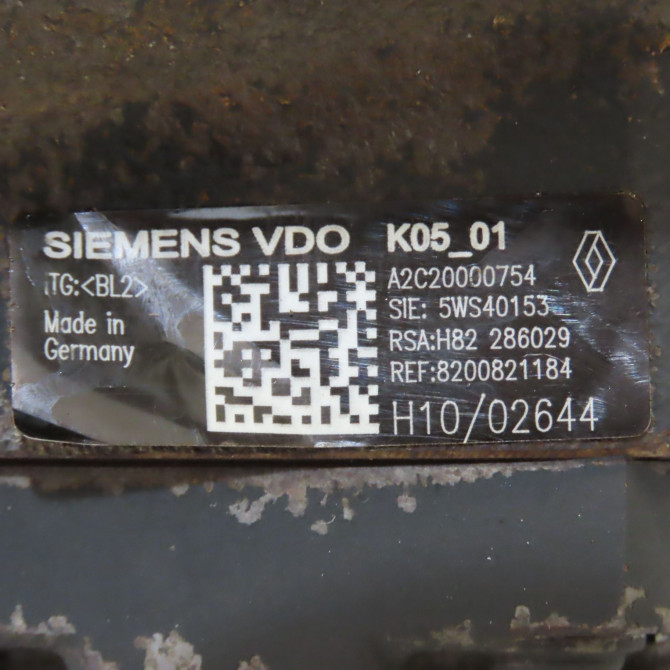 SIEMENS VDO K05_01
TG:<BL2> A2C20000754
SIE: 5WS40153
Made in RSA:H82 286029
Germany REF:8200821184
H10/02644